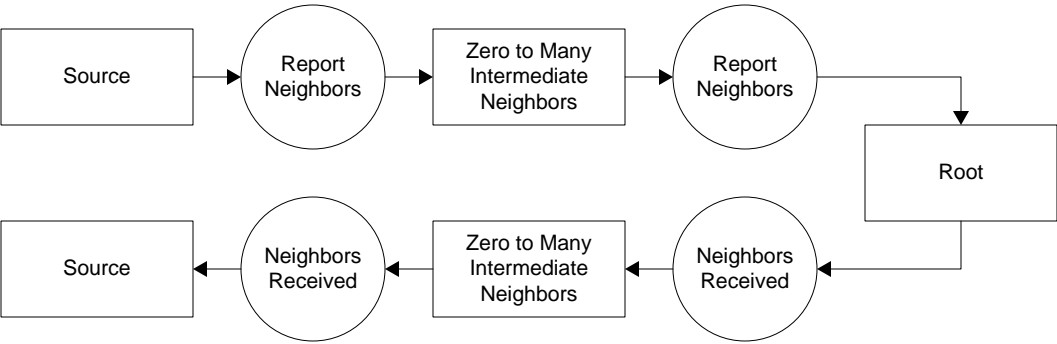 Source
Report
Neighbors
Zero to Many
Intermediate
Neighbors
Report
Neighbors
Root
Source
Neighbors
Received
Zero to Many
Intermediate
Neighbors
Neighbors
Received